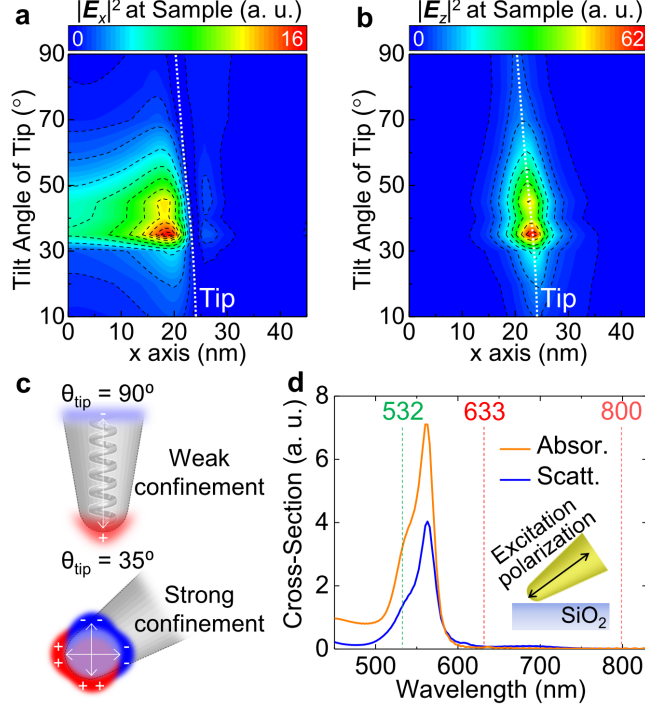 a
|Eₓ|² at Sample (a. u.)
0
16
Tilt Angle of Tip (°)
90
70
50
30
10
Tip
0
10
20
30
40
x axis (nm)
b
|E_z|² at Sample (a. u.)
0
62
Tilt Angle of Tip (°)
90
70
50
30
10
Tip
0
10
20
30
40
x axis (nm)
c
θ_tip = 90º
-
+
Weak
confinement
θ_tip = 35º
Strong
confinement
- -
+ -
+ -
+ +
d
Cross-Section (a. u.)
8
6
4
2
0
532
633
800
Absor.
Scatt.
Excitation
polarization
SiO₂
500
600
700
800
Wavelength (nm)